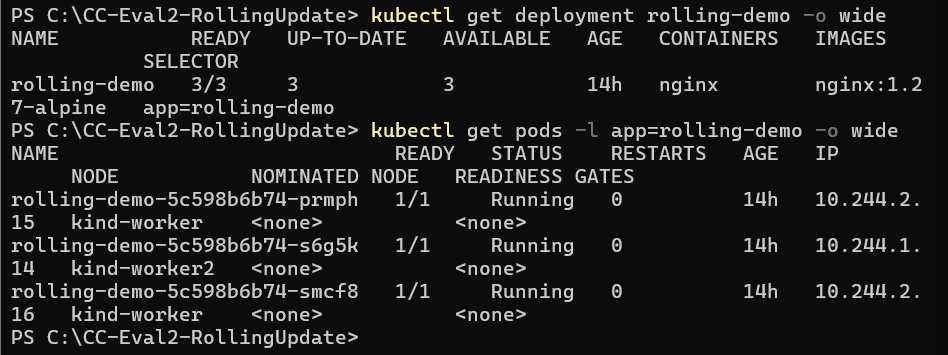 PS C:\CC-Eval2-RollingUpdate> kubectl get deployment rolling-demo -o wide
NAME           READY   UP-TO-DATE   AVAILABLE   AGE   CONTAINERS   IMAGES
           SELECTOR
rolling-demo   3/3     3            3           14h   nginx        nginx:1.2
7-alpine   app=rolling-demo
PS C:\CC-Eval2-RollingUpdate> kubectl get pods -l app=rolling-demo -o wide
NAME                            READY   STATUS    RESTARTS   AGE   IP
     NODE           NOMINATED NODE   READINESS GATES
rolling-demo-5c598b6b74-prmph   1/1     Running   0          14h   10.244.2.
15   kind-worker    <none>           <none>
rolling-demo-5c598b6b74-s6g5k   1/1     Running   0          14h   10.244.1.
14   kind-worker2   <none>           <none>
rolling-demo-5c598b6b74-smcf8   1/1     Running   0          14h   10.244.2.
16   kind-worker    <none>           <none>
PS C:\CC-Eval2-RollingUpdate>